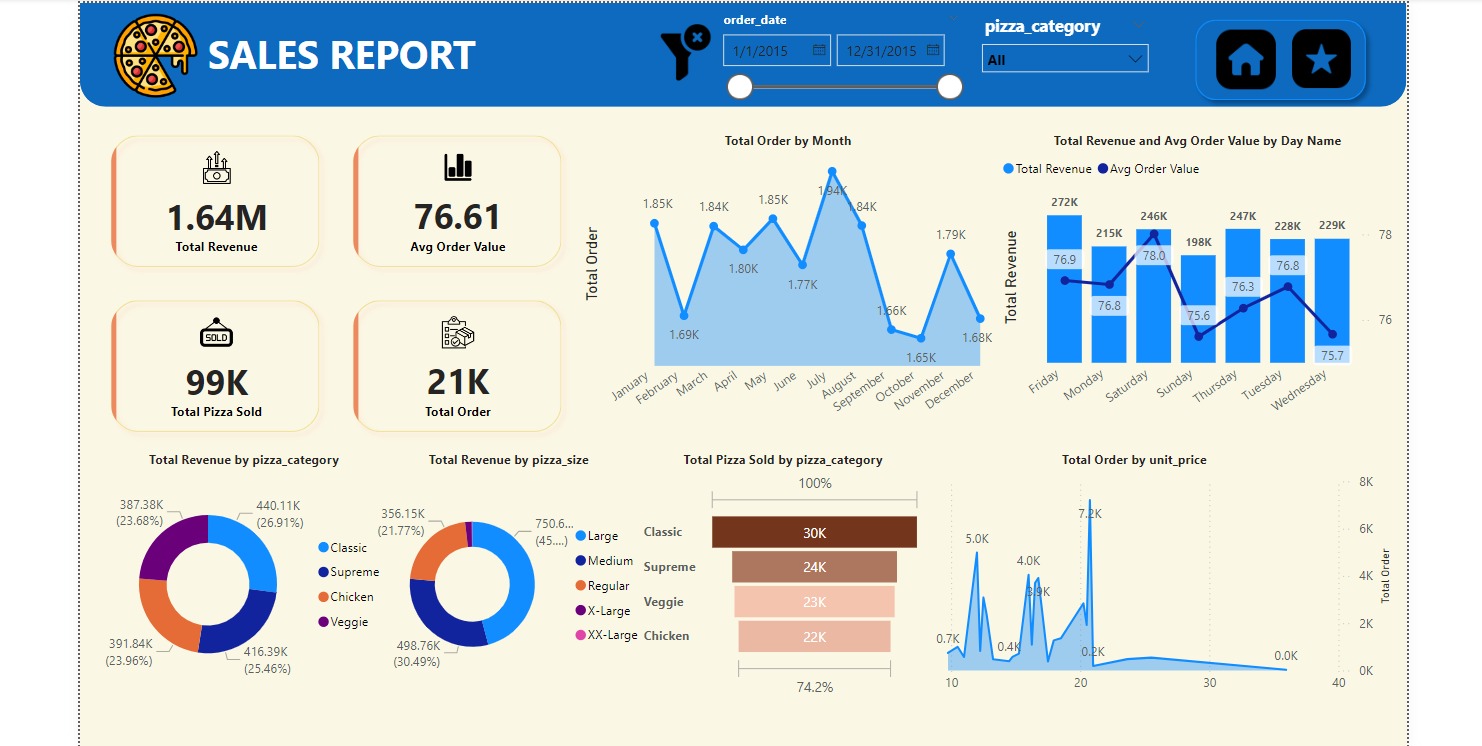 order_date
pizza_category
SALES REPORT
1/1/2015
12/31/2015
All
1.64M
Total Revenue
76.61
Avg Order Value
SOLD
99K
Total Pizza Sold
21K
Total Order
Total Order by Month
Total Order
1.85K
1.69K
1.84K
1.80K
1.85K
1.77K
1.94K
1.84K
1.66K
1.65K
1.79K
1.68K
January
February
March
April
May
June
July
August
September
October
November
December
Total Revenue and Avg Order Value by Day Name
Total Revenue
Avg Order Value
Total Revenue
272K
215K
246K
198K
247K
228K
229K
76.9
76.8
78.0
75.6
76.3
76.8
75.7
78
76
Friday
Monday
Saturday
Sunday
Thursday
Tuesday
Wednesday
Total Revenue by pizza_category
387.38K
(23.68%)
440.11K
(26.91%)
391.84K
(23.96%)
416.39K
(25.46%)
Classic
Supreme
Chicken
Veggie
Total Revenue by pizza_size
356.15K
(21.77%)
750.6...
(45....)
498.76K
(30.49%)
Large
Medium
Regular
X-Large
XX-Large
Total Pizza Sold by pizza_category
100%
Classic
30K
Supreme
24K
Veggie
23K
Chicken
22K
74.2%
Total Order by unit_price
0.7K
5.0K
0.4K
4.0K
3.9K
7.2K
0.2K
0.0K
8K
6K
4K
2K
0K
Total Order
10
20
30
40